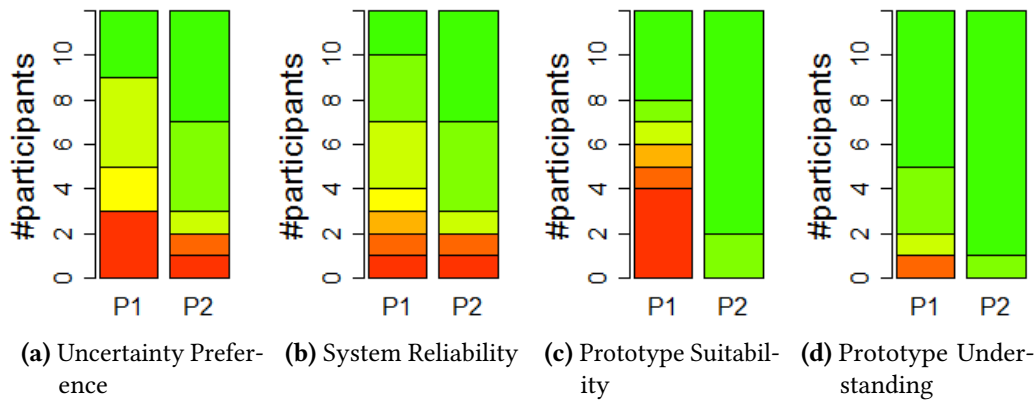 #participants
0 2 4 6 8 10
P1 P2
#participants
0 2 4 6 8 10
P1 P2
#participants
0 2 4 6 8 10
P1 P2
#participants
0 2 4 6 8 10
P1 P2
(a) Uncertainty Prefer-
ence
(b) System Reliability
(c) Prototype Suitabil-
ity
(d) Prototype Under-
standing